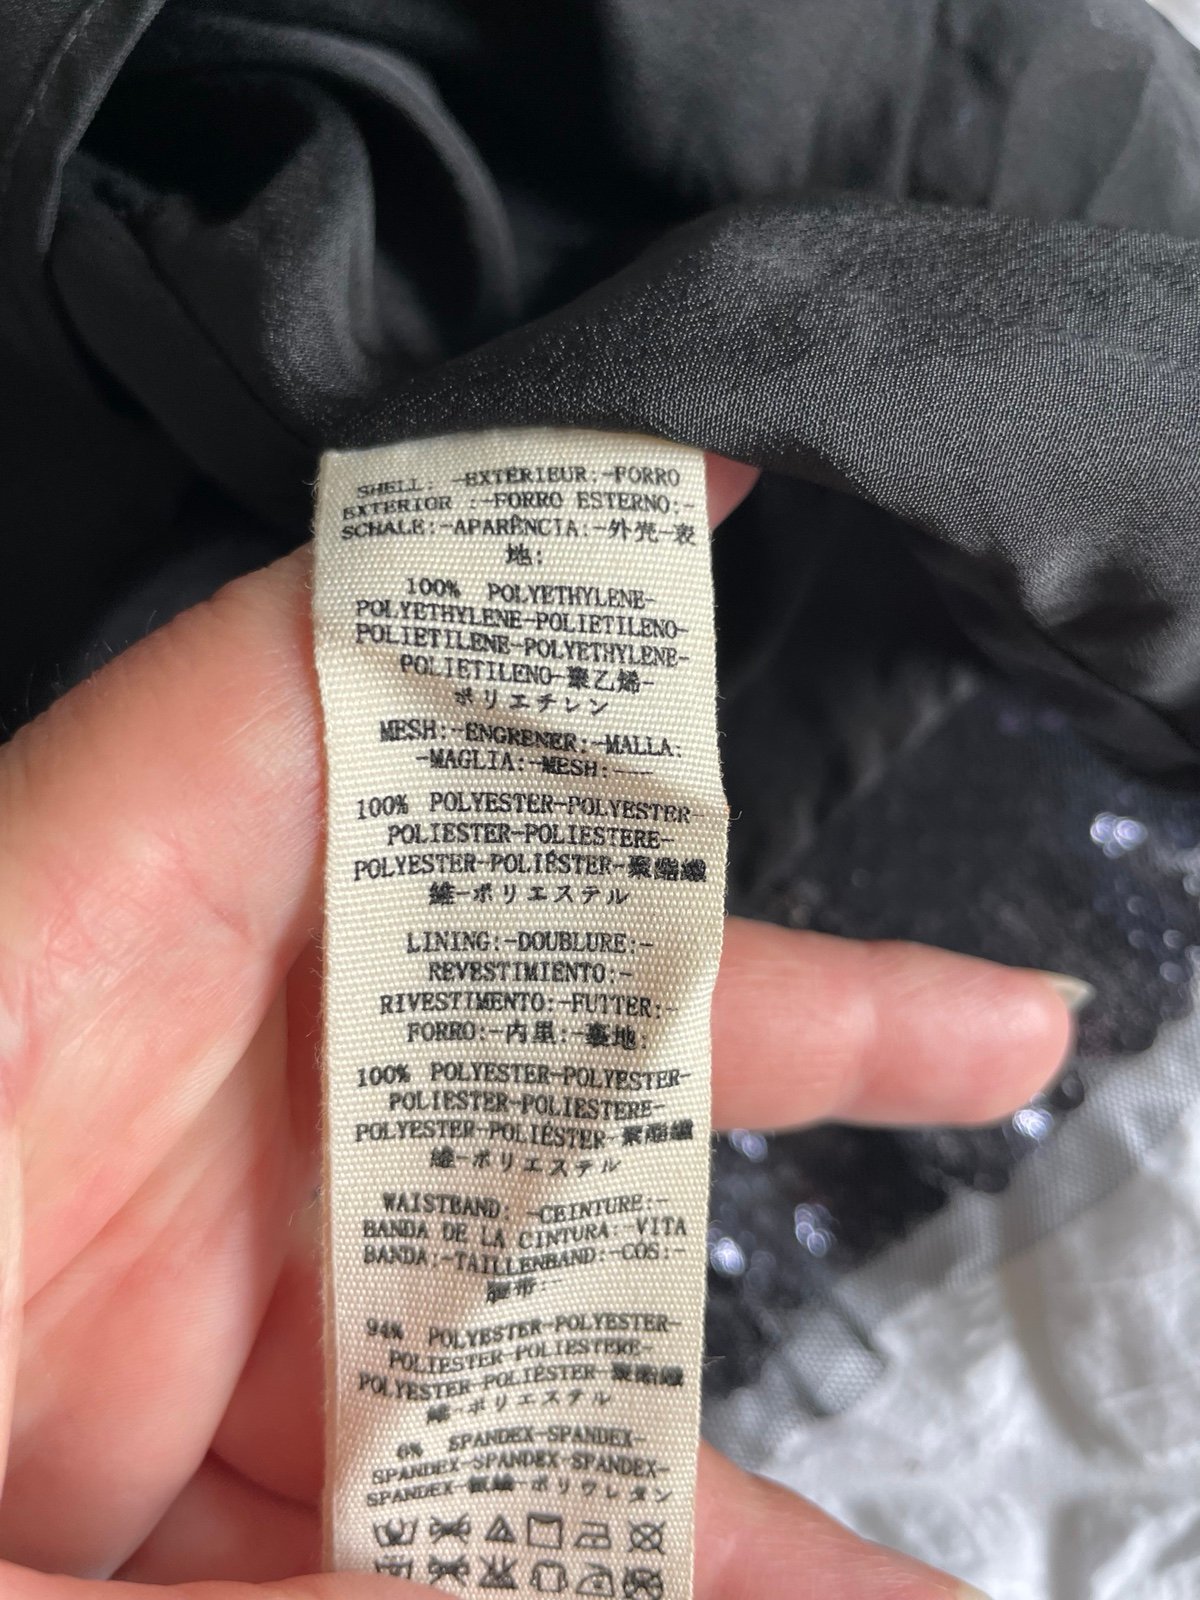 SHELL: -EXTERIEUR:-FORRO
EXTERIOR :-FORRO ESTERNO:-
SCHALE:-APARÊNCIA:-外壳-表
地:
100% POLYETHYLENE-
POLYETHYLENE-POLIETILENO-
POLIETILENE-POLYETHYLENE-
POLIETILENO-聚乙烯-
ポリエチレン
MESH:-ENGRENER:-MALLA:
-MAGLIA:-MESH:---
100% POLYESTER-POLYESTER-
POLIESTER-POLIESTERE-
POLYESTER-POLIÉSTER-聚酯纖
維-ポリエステル
LINING:-DOUBLURE:-
REVESTIMIENTO:-
RIVESTIMENTO:-FUTTER:-
FORRO:-内里:-裏地:
100% POLYESTER-POLYESTER-
POLIESTER-POLIESTERE-
POLYESTER-POLIÉSTER-聚酯纖
維-ポリエステル
WAISTBAND: -CEINTURE:-
BANDA DE LA CINTURA: VITA
BANDA:-TAILLENBAND:-CÓS:-
腰带:-
94% POLYESTER-POLYESTER-
POLIESTER-POLIESTERE-
POLYESTER-POLIÉSTER-聚酯纖
維-ポリエステル
6% SPANDEX-SPANDEX-
SPANDEX-SPANDEX-SPANDEX-
SPANDEX-ポリウレタン